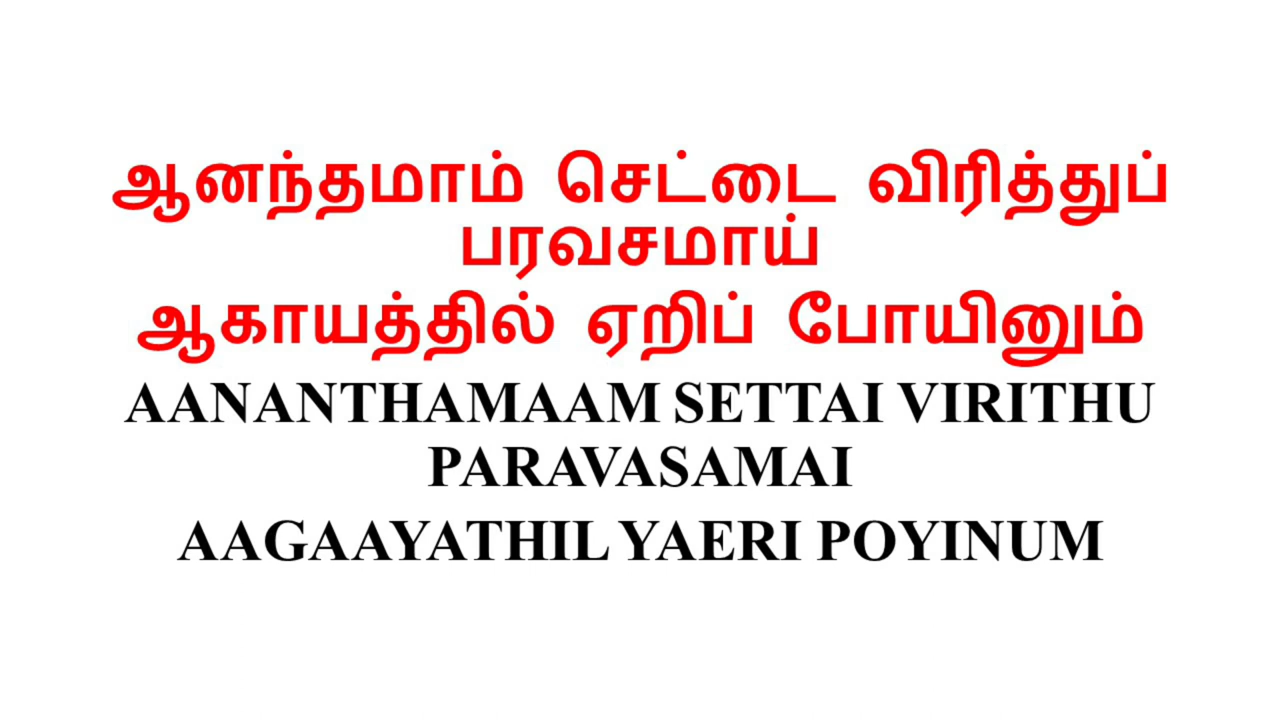 ஆனந்தமாம் செட்டை விரித்துப்
பரவசமாய்
ஆகாயத்தில் ஏறிப் போயினும்
AANANTHAMAAM SETTAI VIRITHU
PARAVASAMAI
AAGAAYATHIL YAERI POYINUM